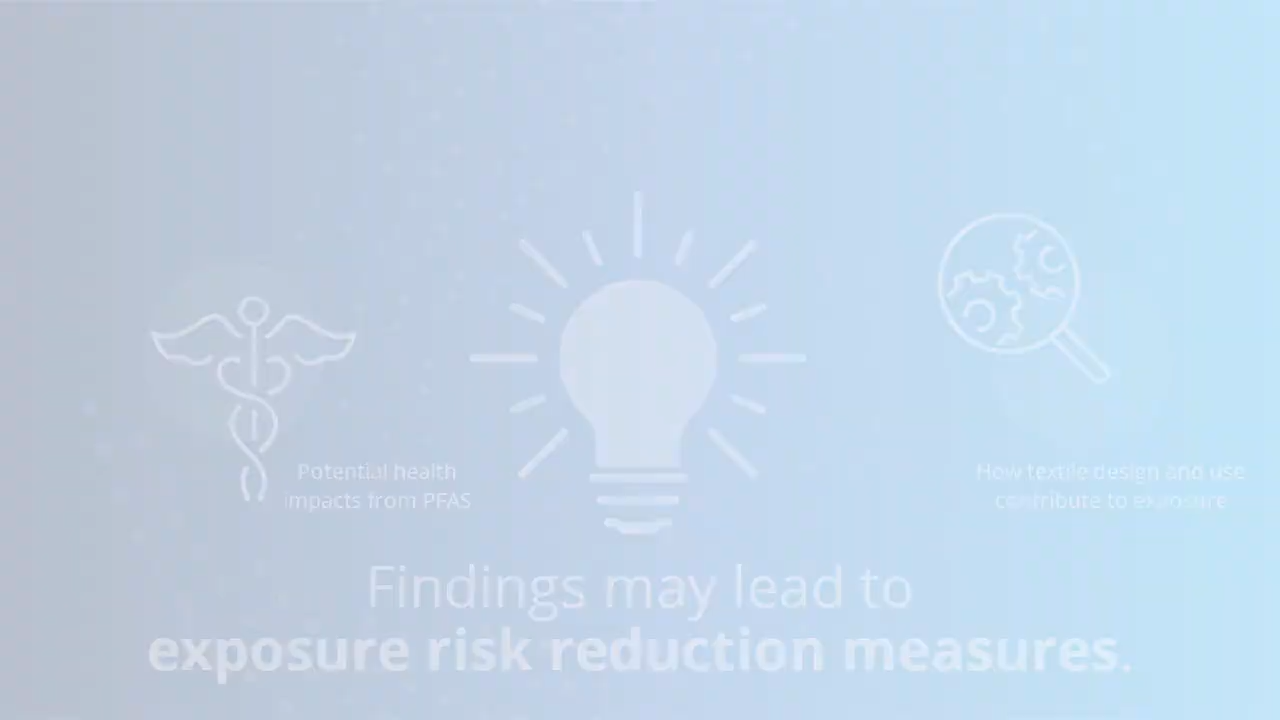 Potential health
impacts from PFAS
How textile design and use
contribute to exposure
Findings may lead to
exposure risk reduction measures.